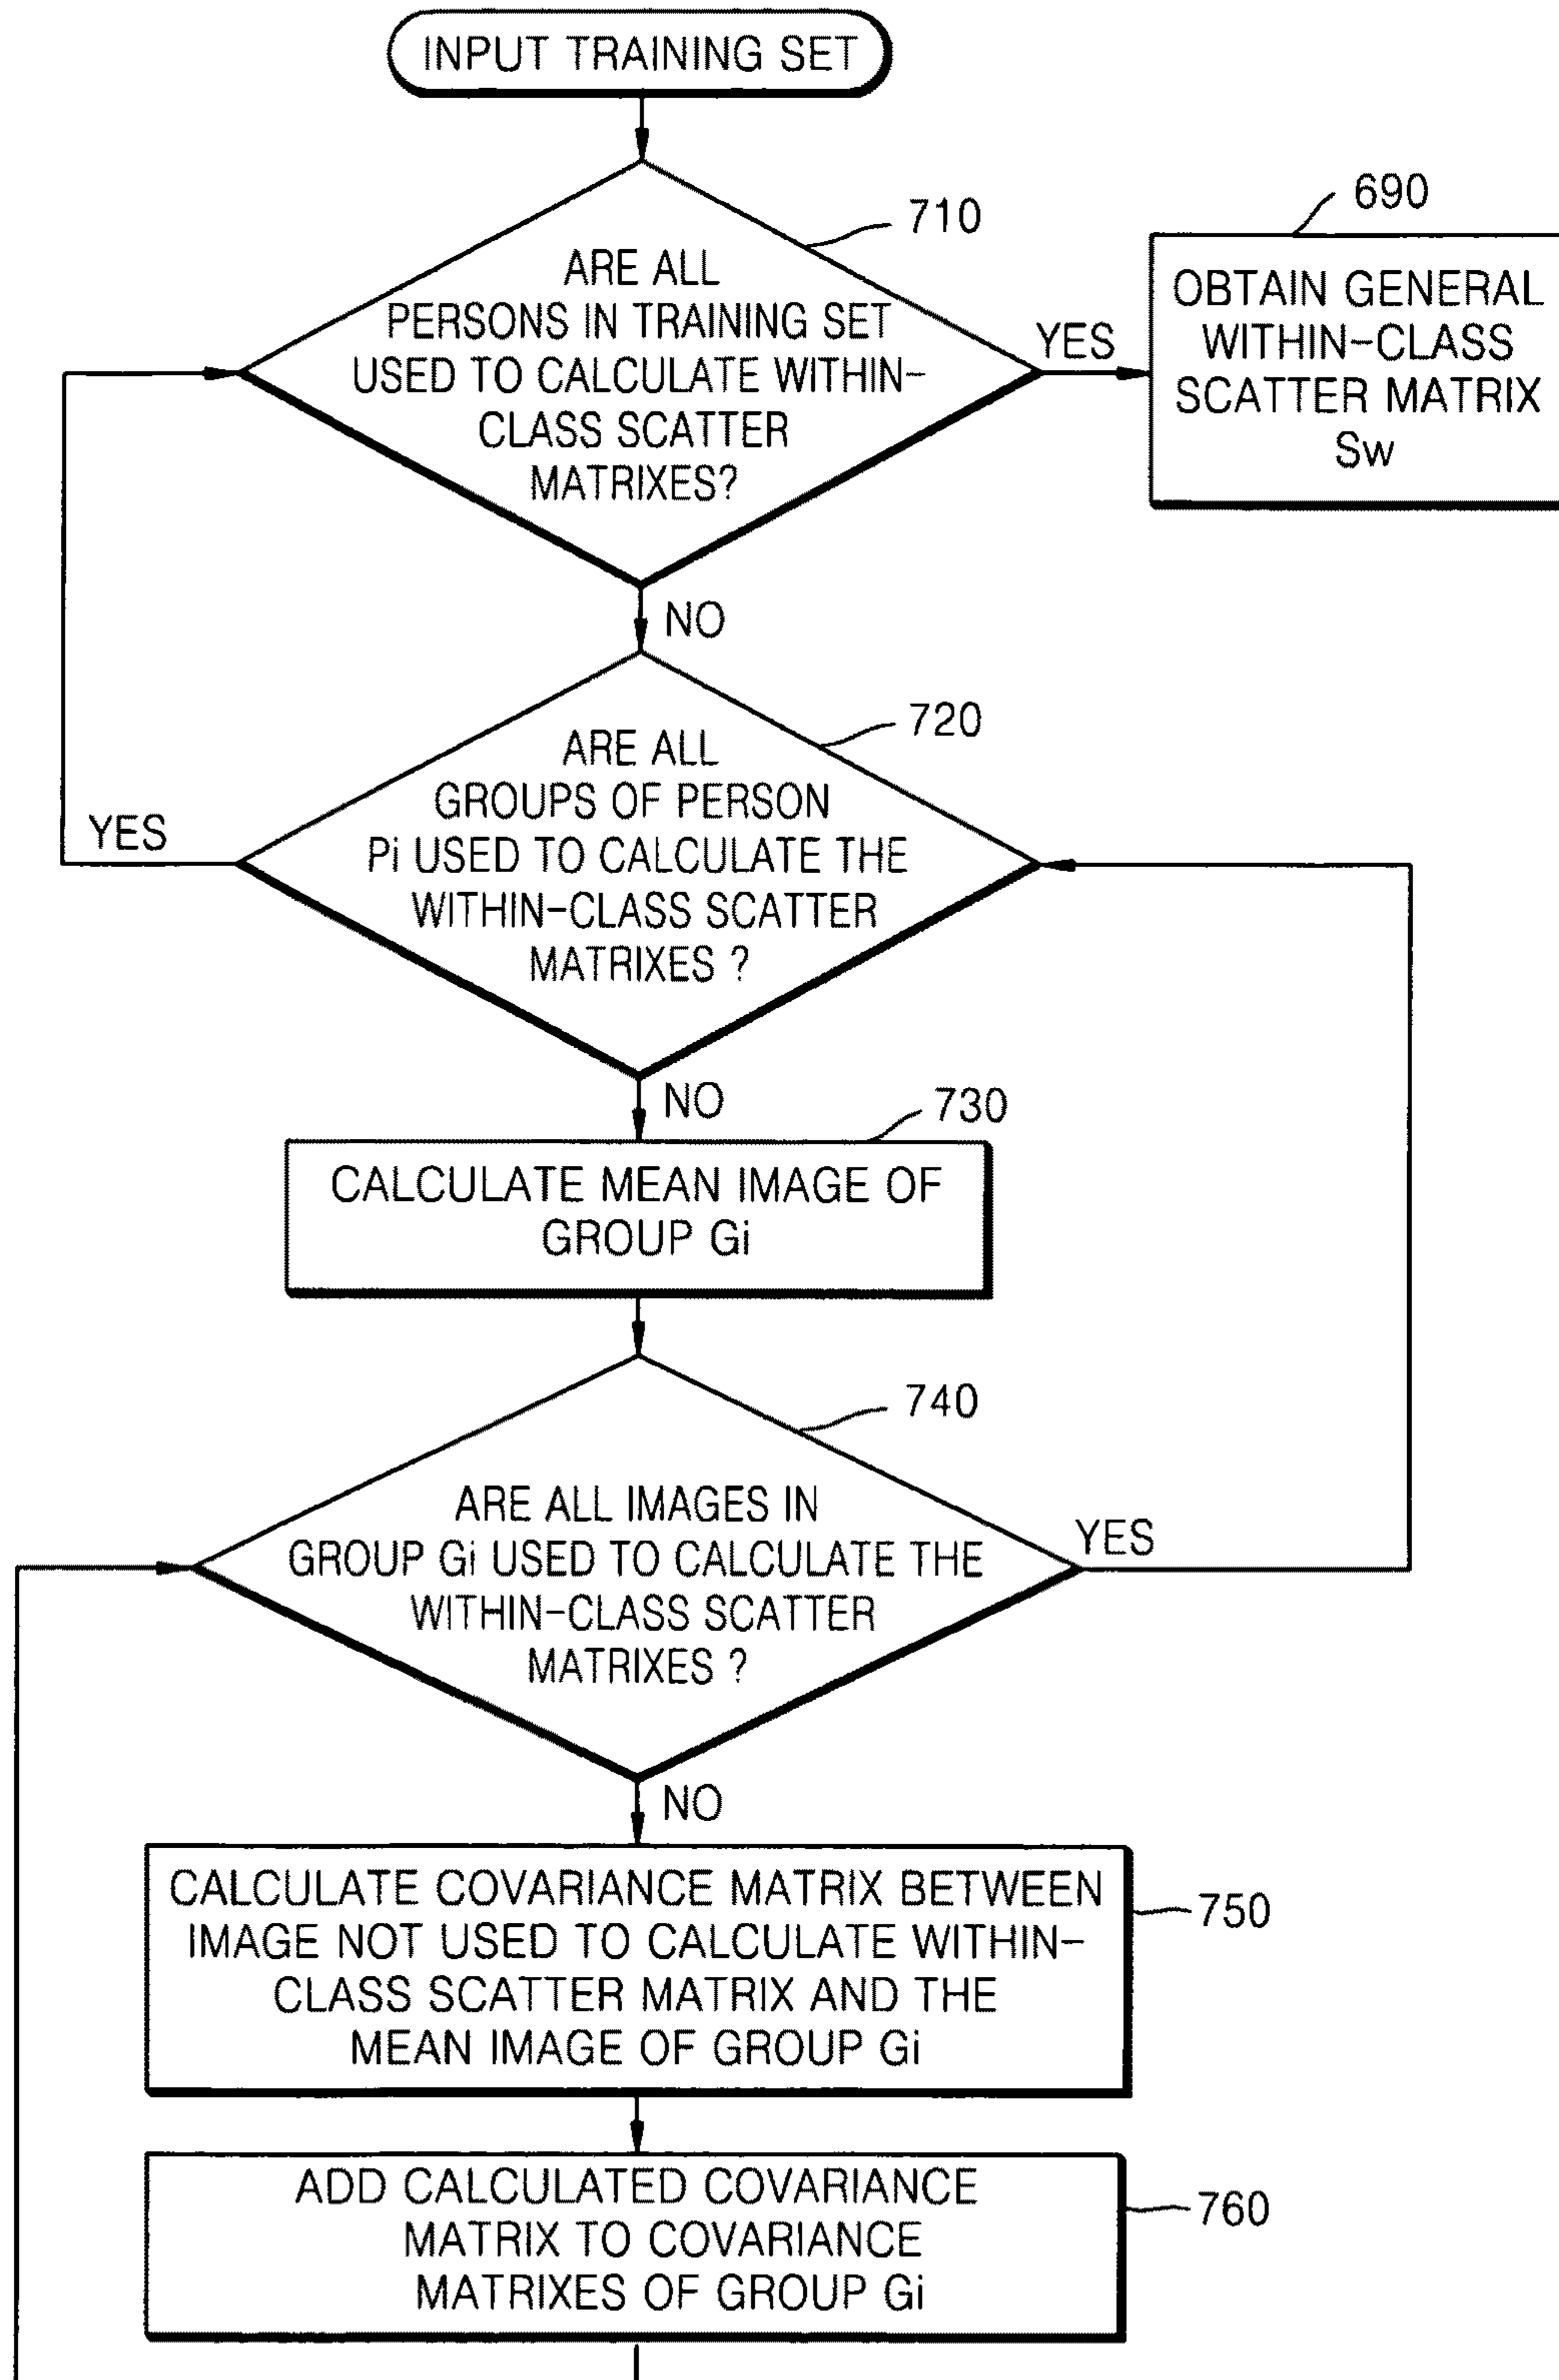 INPUT TRAINING SET
710
ARE ALL
PERSONS IN TRAINING SET
USED TO CALCULATE WITHIN-
CLASS SCATTER
MATRIXES?
YES
690
OBTAIN GENERAL
WITHIN-CLASS
SCATTER MATRIX
Sw
NO
720
ARE ALL
GROUPS OF PERSON
Pi USED TO CALCULATE THE
WITHIN-CLASS SCATTER
MATRIXES ?
YES
NO
730
CALCULATE MEAN IMAGE OF
GROUP Gi
740
ARE ALL IMAGES IN
GROUP Gi USED TO CALCULATE THE
WITHIN-CLASS SCATTER
MATRIXES ?
YES
NO
CALCULATE COVARIANCE MATRIX BETWEEN
IMAGE NOT USED TO CALCULATE WITHIN-
CLASS SCATTER MATRIX AND THE
MEAN IMAGE OF GROUP Gi
750
ADD CALCULATED COVARIANCE
MATRIX TO COVARIANCE
MATRIXES OF GROUP Gi
760